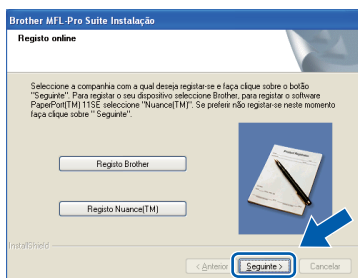 Brother MFL-Pro Suite Instalação
Registo online
Seleccione a companhia com a qual deseja registar-se e faça clique sobre o botão
"Seguinte". Para registar o seu dispositivo seleccione Brother, para registar o software
PaperPort(TM) 11SE seleccione "Nuance(TM)". Se preferir não registar-se neste momento
faça clique sobre " Seguinte".
Registo Brother
Product Registration
Registo Nuance(TM)
InstallShield
< Anterior
Seguinte >
Cancelar